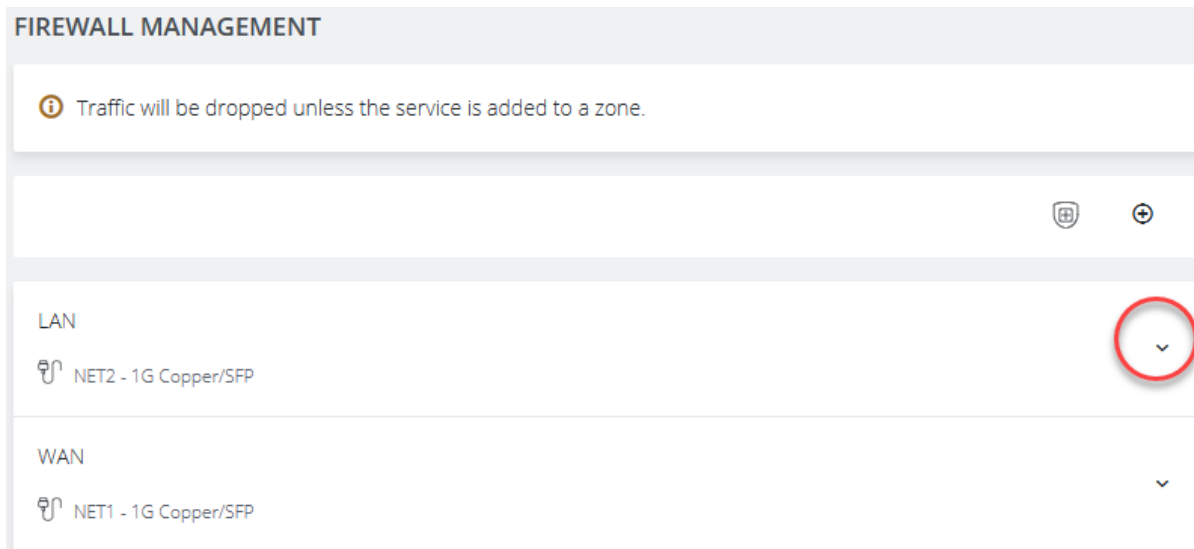 FIREWALL MANAGEMENT
Traffic will be dropped unless the service is added to a zone.
LAN
NET2 - 1G Copper/SFP
WAN
NET1 - 1G Copper/SFP